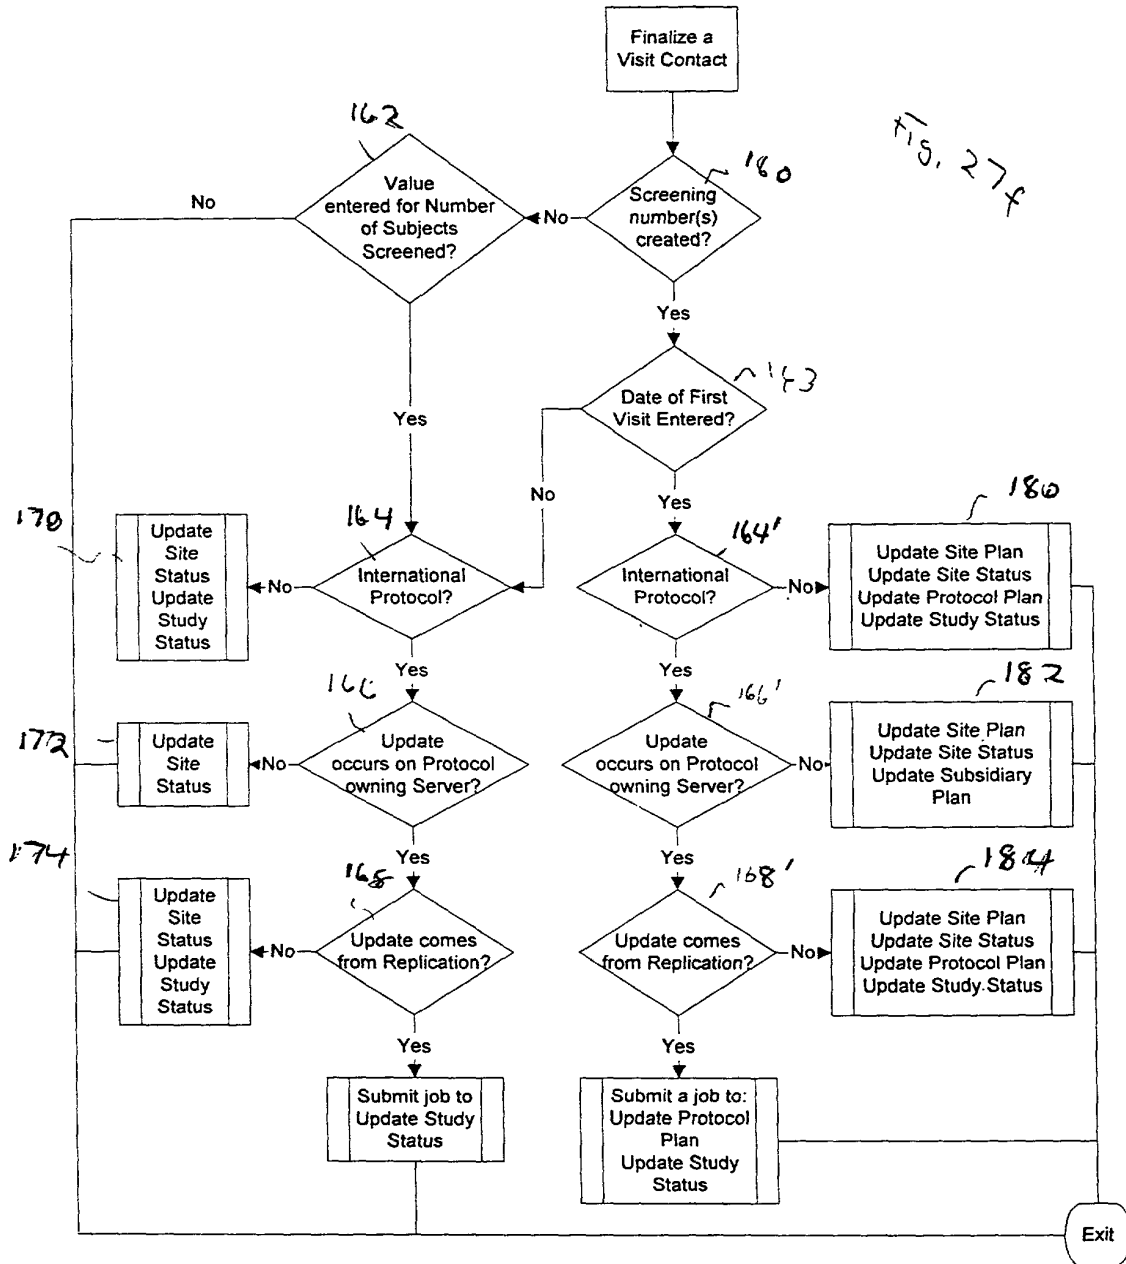 Finalize a
Visit Contact
Fig. 27f
162
180
Value
entered for Number
of Subjects
Screened?
No
No
Screening
number(s)
created?
Yes
143
Date of First
Visit Entered?
Yes
No
Yes
170
Update
Site
Status
Update
Study
Status
No
164
International
Protocol?
164'
International
Protocol?
No
180
Update Site Plan
Update Site Status
Update Protocol Plan
Update Study Status
Yes
Yes
172
Update
Site
Status
No
166
Update
occurs on Protocol
owning Server?
166'
Update
occurs on Protocol
owning Server?
No
182
Update Site Plan
Update Site Status
Update Subsidiary
Plan
Yes
Yes
174
Update
Site
Status
Update
Study
Status
No
168
Update comes
from Replication?
168'
Update comes
from Replication?
No
184
Update Site Plan
Update Site Status
Update Protocol Plan
Update Study Status
Yes
Yes
Submit job to
Update Study
Status
Submit a job to:
Update Protocol
Plan
Update Study
Status
Exit